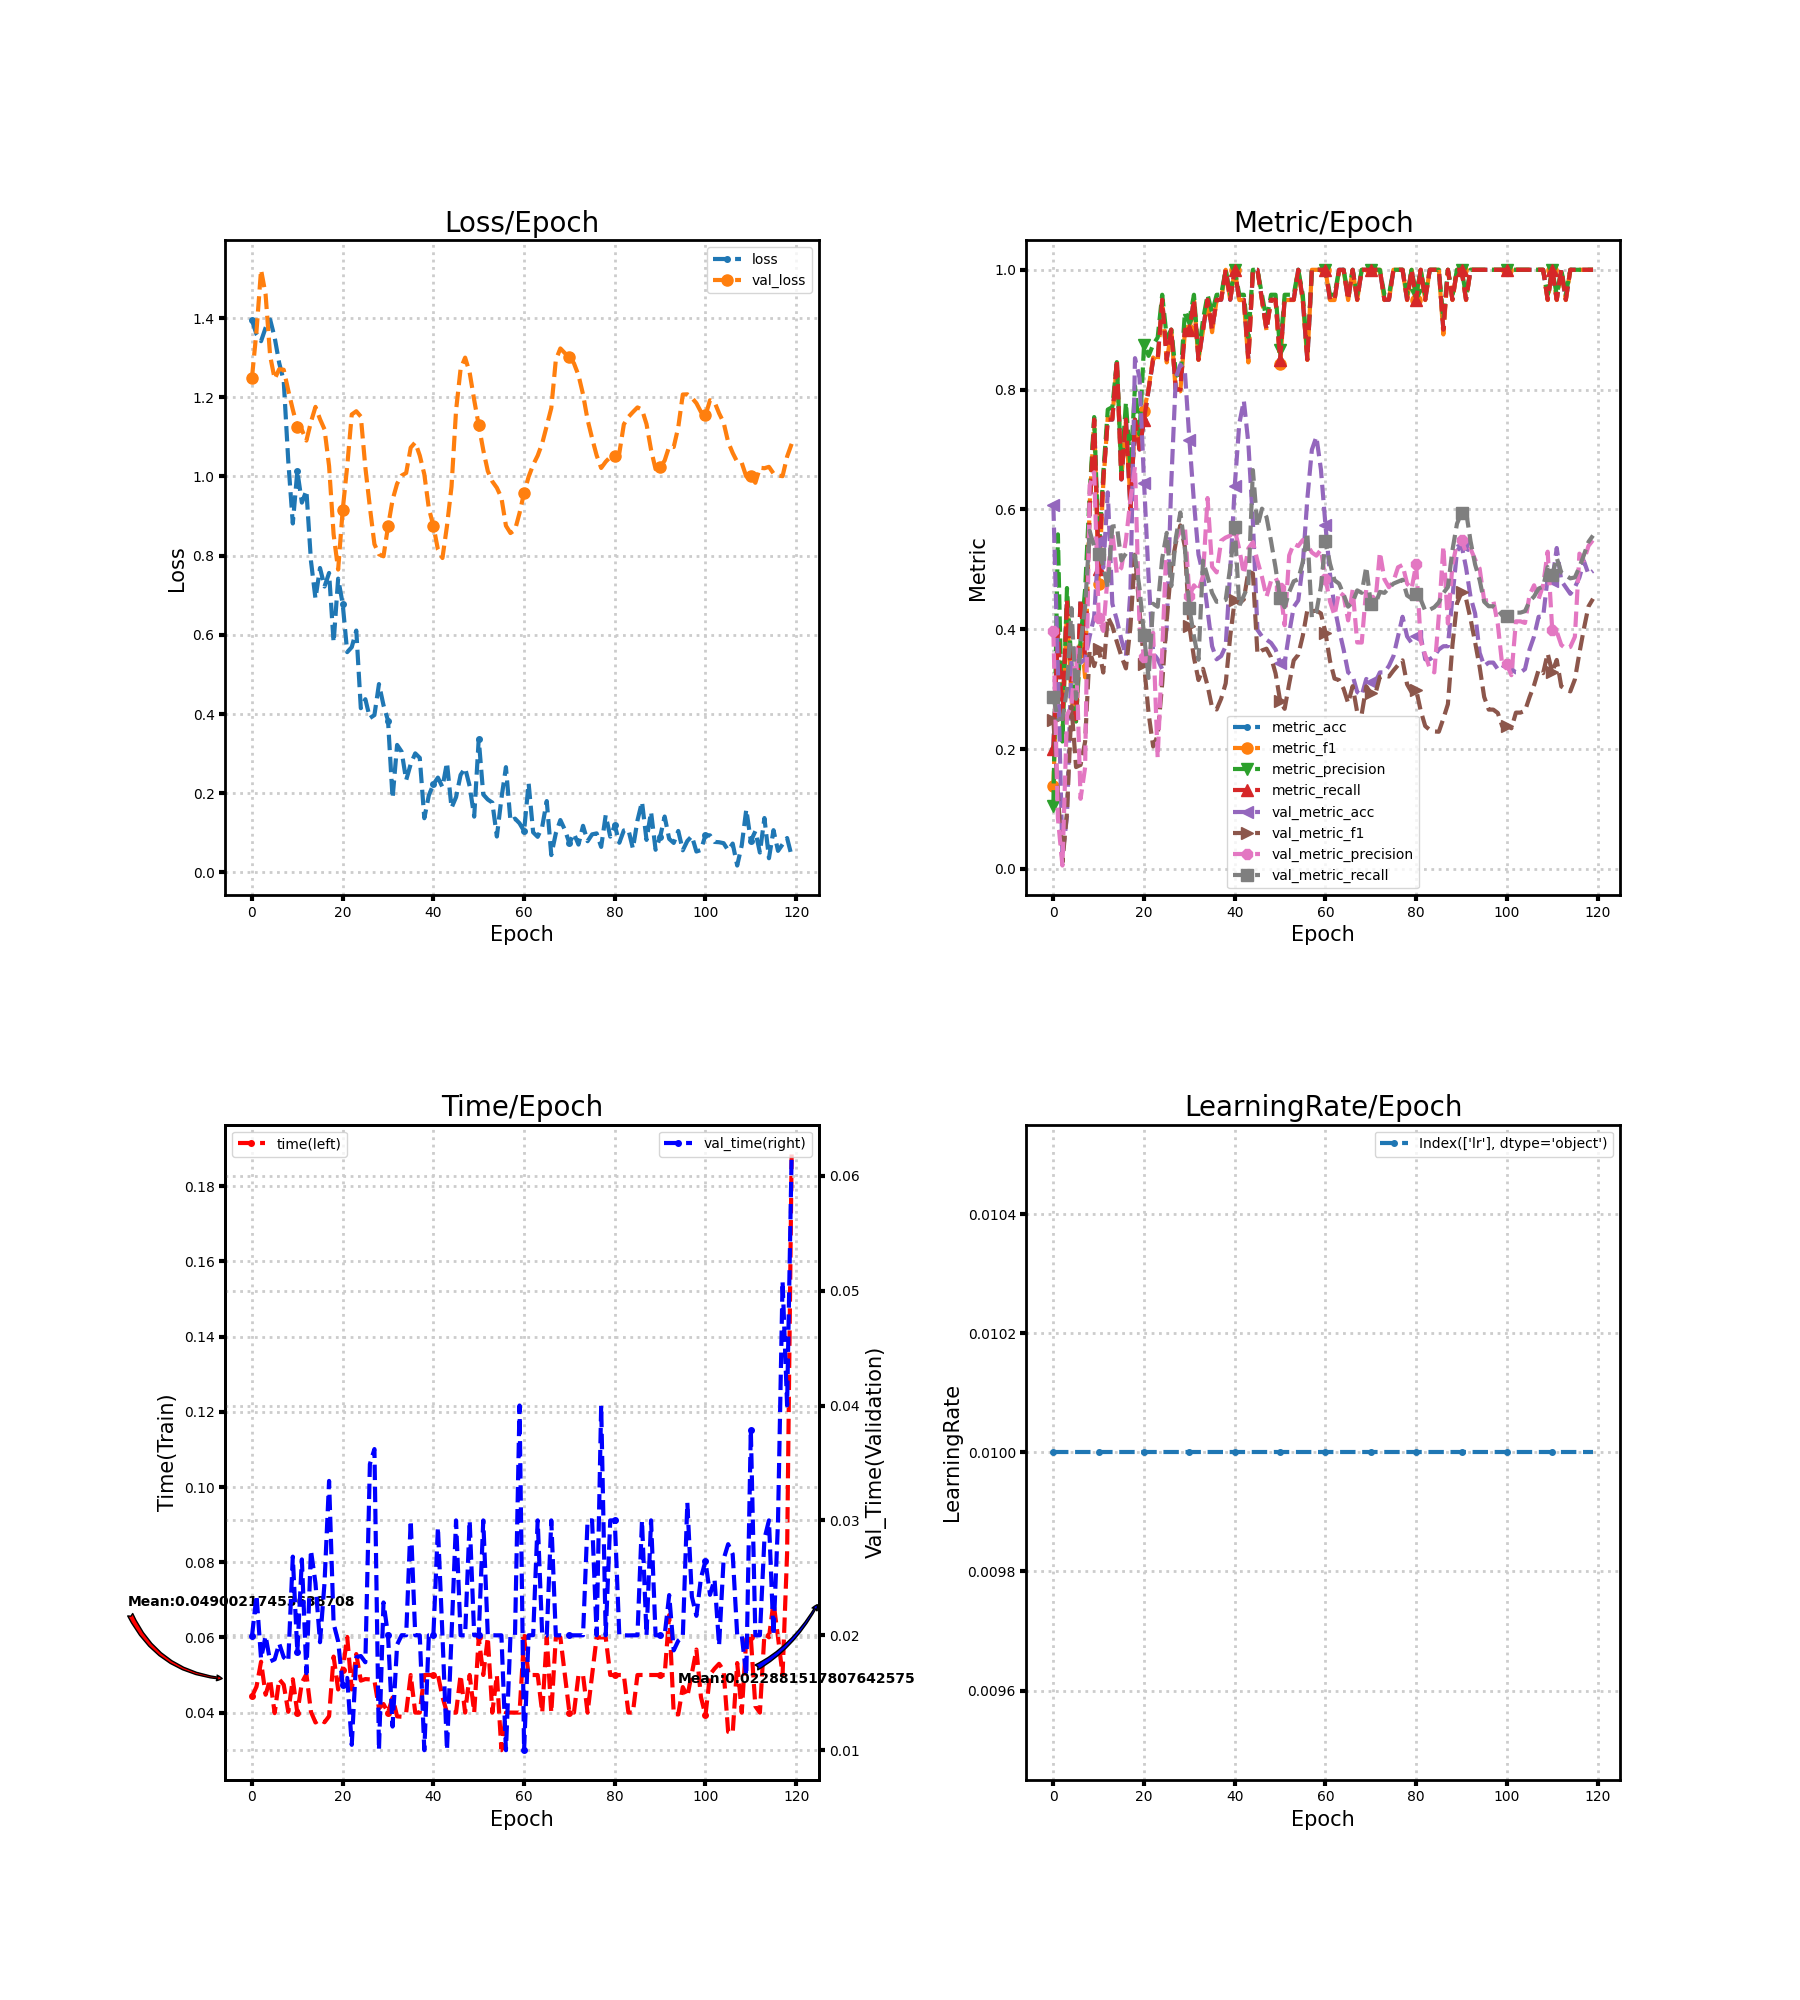 Loss/Epoch
Loss
1.4
1.2
1.0
0.8
0.6
0.4
0.2
0.0
0 20 40 60 80 100 120
Epoch
loss
val_loss
Metric/Epoch
Metric
1.0
0.8
0.6
0.4
0.2
0.0
0 20 40 60 80 100 120
Epoch
metric_acc
metric_f1
metric_precision
metric_recall
val_metric_acc
val_metric_f1
val_metric_precision
val_metric_recall
Time/Epoch
time(left)
val_time(right)
Time(Train)
0.18
0.16
0.14
0.12
0.10
0.08
0.06
0.04
Val_Time(Validation)
0.06
0.05
0.04
0.03
0.02
0.01
Mean:0.022881517807642575
0 20 40 60 80 100 120
Epoch
LearningRate/Epoch
Index(['lr'], dtype='object')
LearningRate
0.0104
0.0102
0.0100
0.0098
0.0096
0 20 40 60 80 100 120
Epoch